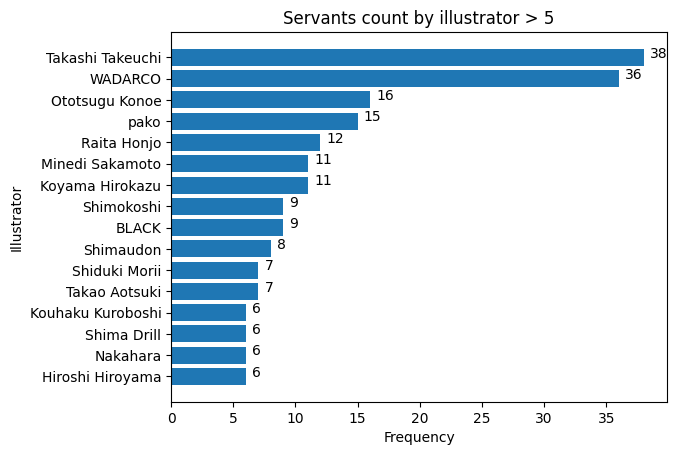 Servants count by illustrator > 5
Illustrator
Takashi Takeuchi 38
WADARCO 36
Ototsugu Konoe 16
pako 15
Raita Honjo 12
Minedi Sakamoto 11
Koyama Hirokazu 11
Shimokoshi 9
BLACK 9
Shimaudon 8
Shiduki Morii 7
Takao Aotsuki 7
Kouhaku Kuroboshi 6
Shima Drill 6
Nakahara 6
Hiroshi Hiroyama 6
0 5 10 15 20 25 30 35
Frequency